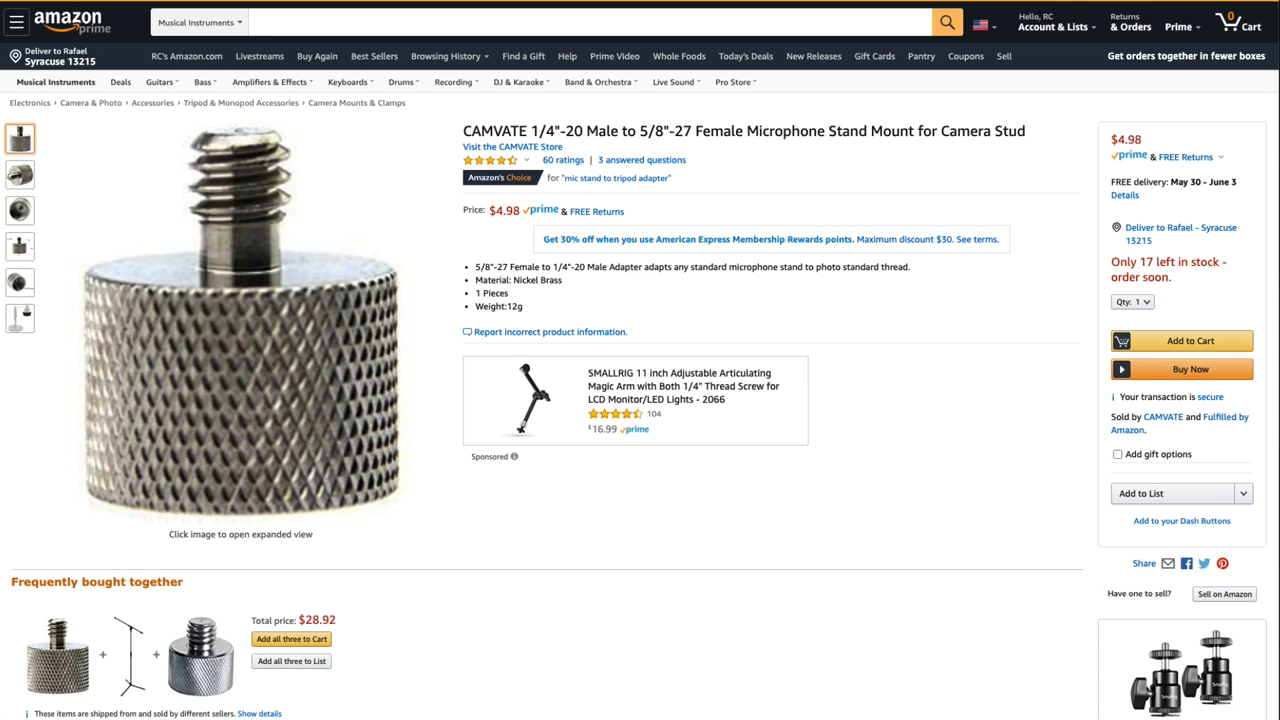 amazon
prime
Musical Instruments
Hello, RC
Account & Lists
Returns
& Orders
Prime
0
Cart
Deliver to Rafael
Syracuse 13215
RC's Amazon.com
Livestreams
Buy Again
Best Sellers
Browsing History
Find a Gift
Help
Prime Video
Whole Foods
Today's Deals
New Releases
Gift Cards
Pantry
Coupons
Sell
Get orders together in fewer boxes
Musical Instruments
Deals
Guitars
Bass
Amplifiers & Effects
Keyboards
Drums
Recording
DJ & Karaoke
Band & Orchestra
Live Sound
Pro Store
Electronics › Camera & Photo › Accessories › Tripod & Monopod Accessories › Camera Mounts & Clamps
CAMVATE 1/4"-20 Male to 5/8"-27 Female Microphone Stand Mount for Camera Stud
Visit the CAMVATE Store
60 ratings | 3 answered questions
Amazon's Choice for "mic stand to tripod adapter"
Price: $4.98 prime & FREE Returns
Get 30% off when you use American Express Membership Rewards points. Maximum discount $30. See terms.
• 5/8"-27 Female to 1/4"-20 Male Adapter adapts any standard microphone stand to photo standard thread.
• Material: Nickel Brass
• 1 Pieces
• Weight:12g
Report incorrect product information.
SMALLRIG 11 inch Adjustable Articulating
Magic Arm with Both 1/4" Thread Screw for
LCD Monitor/LED Lights - 2066
104
$16.99 prime
Sponsored
Click image to open expanded view
$4.98
prime & FREE Returns
FREE delivery: May 30 - June 3
Details
Deliver to Rafael - Syracuse
13215
Only 17 left in stock -
order soon.
Qty: 1
Add to Cart
Buy Now
Your transaction is secure
Sold by CAMVATE and Fulfilled by
Amazon.
Add gift options
Add to List
Add to your Dash Buttons
Share
Have one to sell?
Sell on Amazon
Frequently bought together
+
+
Total price: $28.92
Add all three to Cart
Add all three to List
i These items are shipped from and sold by different sellers. Show details